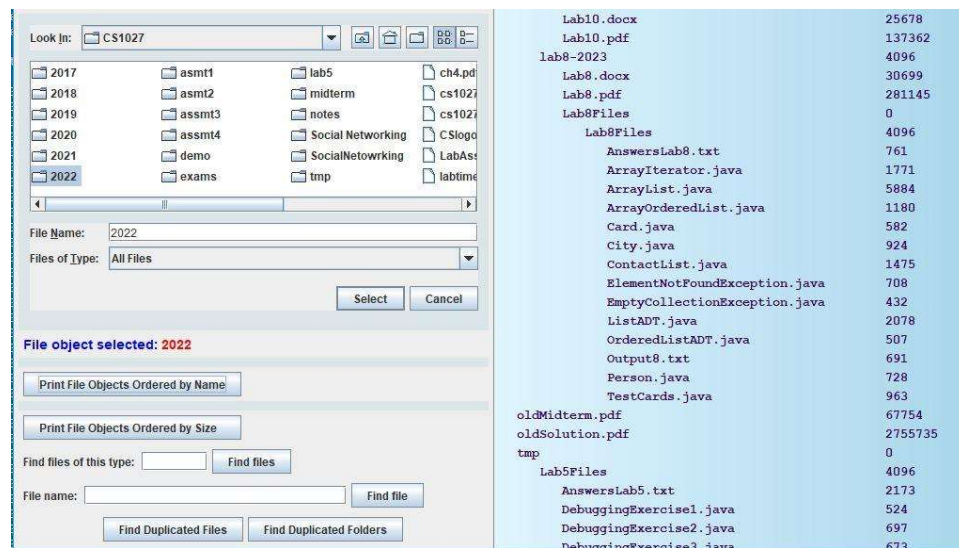 Look In: CS1027
2017 asmt1 lab5 ch4.pd
2018 asmt2 midterm cs1027
2019 assmt3 notes cs1027
2020 assmt4 Social Networking CSlogo
2021 demo SocialNetowrking LabAss
2022 exams tmp labtime
File Name: 2022
Files of Type: All Files
Select Cancel
File object selected: 2022
Print File Objects Ordered by Name
Print File Objects Ordered by Size
Find files of this type: Find files
File name: Find file
Find Duplicated Files Find Duplicated Folders
Lab10.docx 25678
Lab10.pdf 137362
lab8-2023 4096
Lab8.docx 30699
Lab8.pdf 281145
Lab8Files 0
Lab8Files 4096
AnswersLab8.txt 761
ArrayIterator.java 1771
ArrayList.java 5884
ArrayOrderedList.java 1180
Card.java 582
City.java 924
ContactList.java 1475
ElementNotFoundException.java 708
EmptyCollectionException.java 432
ListADT.java 2078
OrderedListADT.java 507
Output8.txt 691
Person.java 728
TestCards.java 963
oldMidterm.pdf 67754
oldSolution.pdf 2755735
tmp 0
Lab5Files 4096
AnswersLab5.txt 2173
DebuggingExercise1.java 524
DebuggingExercise2.java 697
DebuggingExercise3.java 673